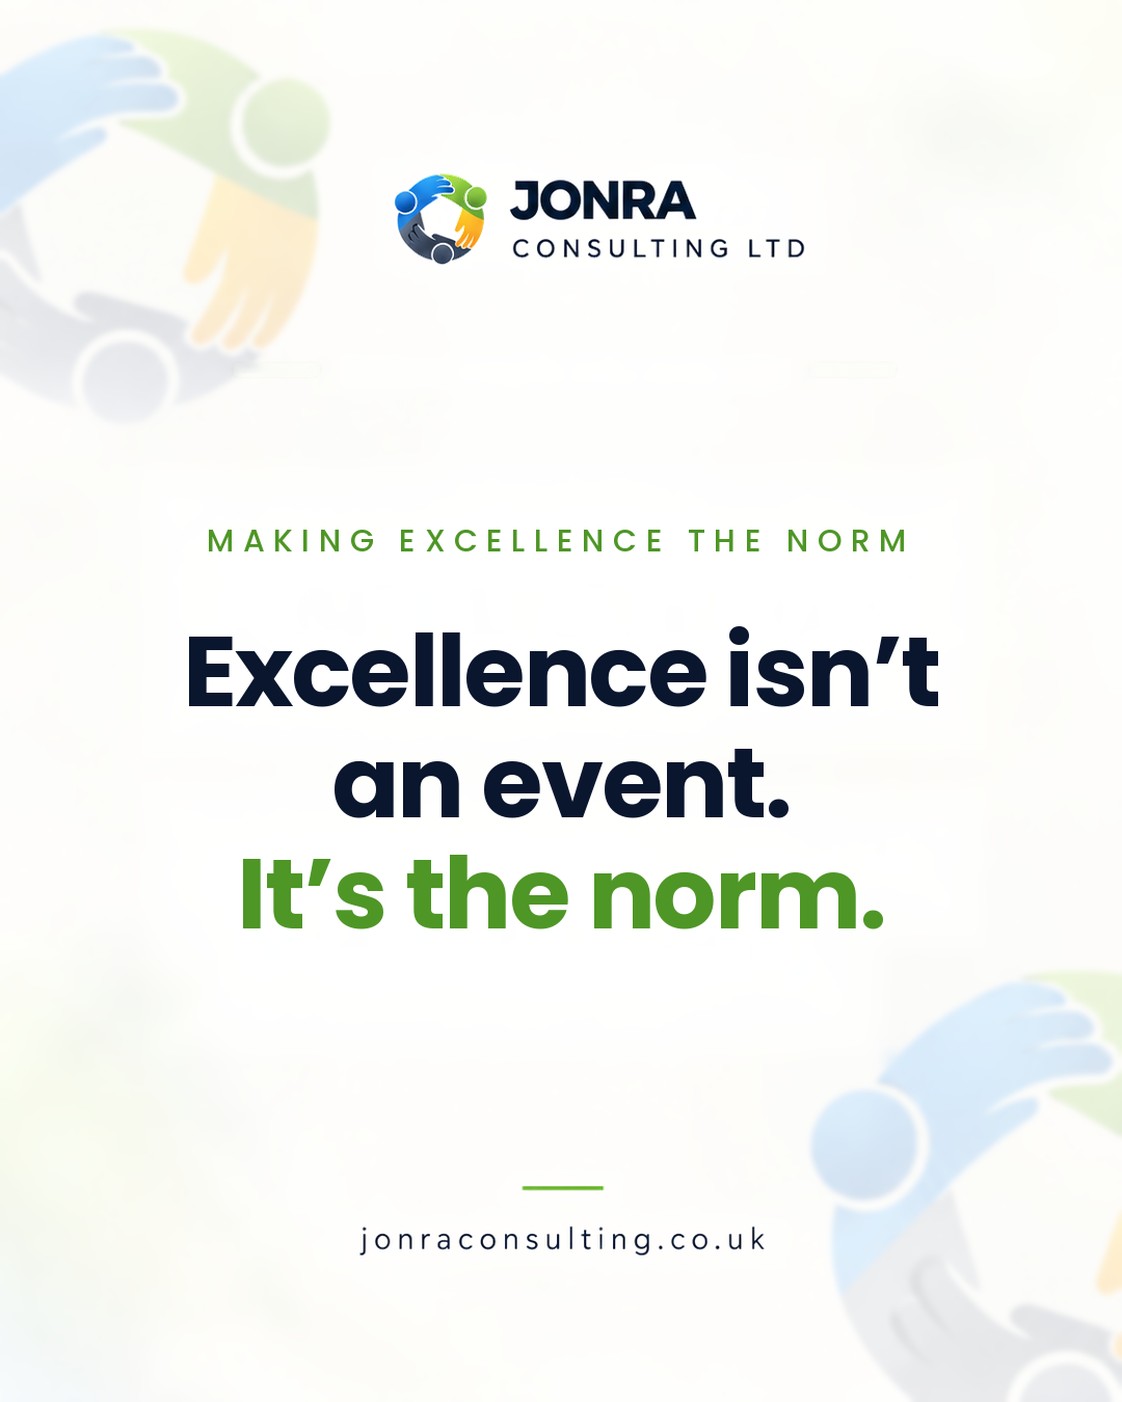 JONRA
CONSULTING LTD
MAKING EXCELLENCE THE NORM
Excellence isn’t
an event.
It’s the norm.
jonraconsulting.co.uk